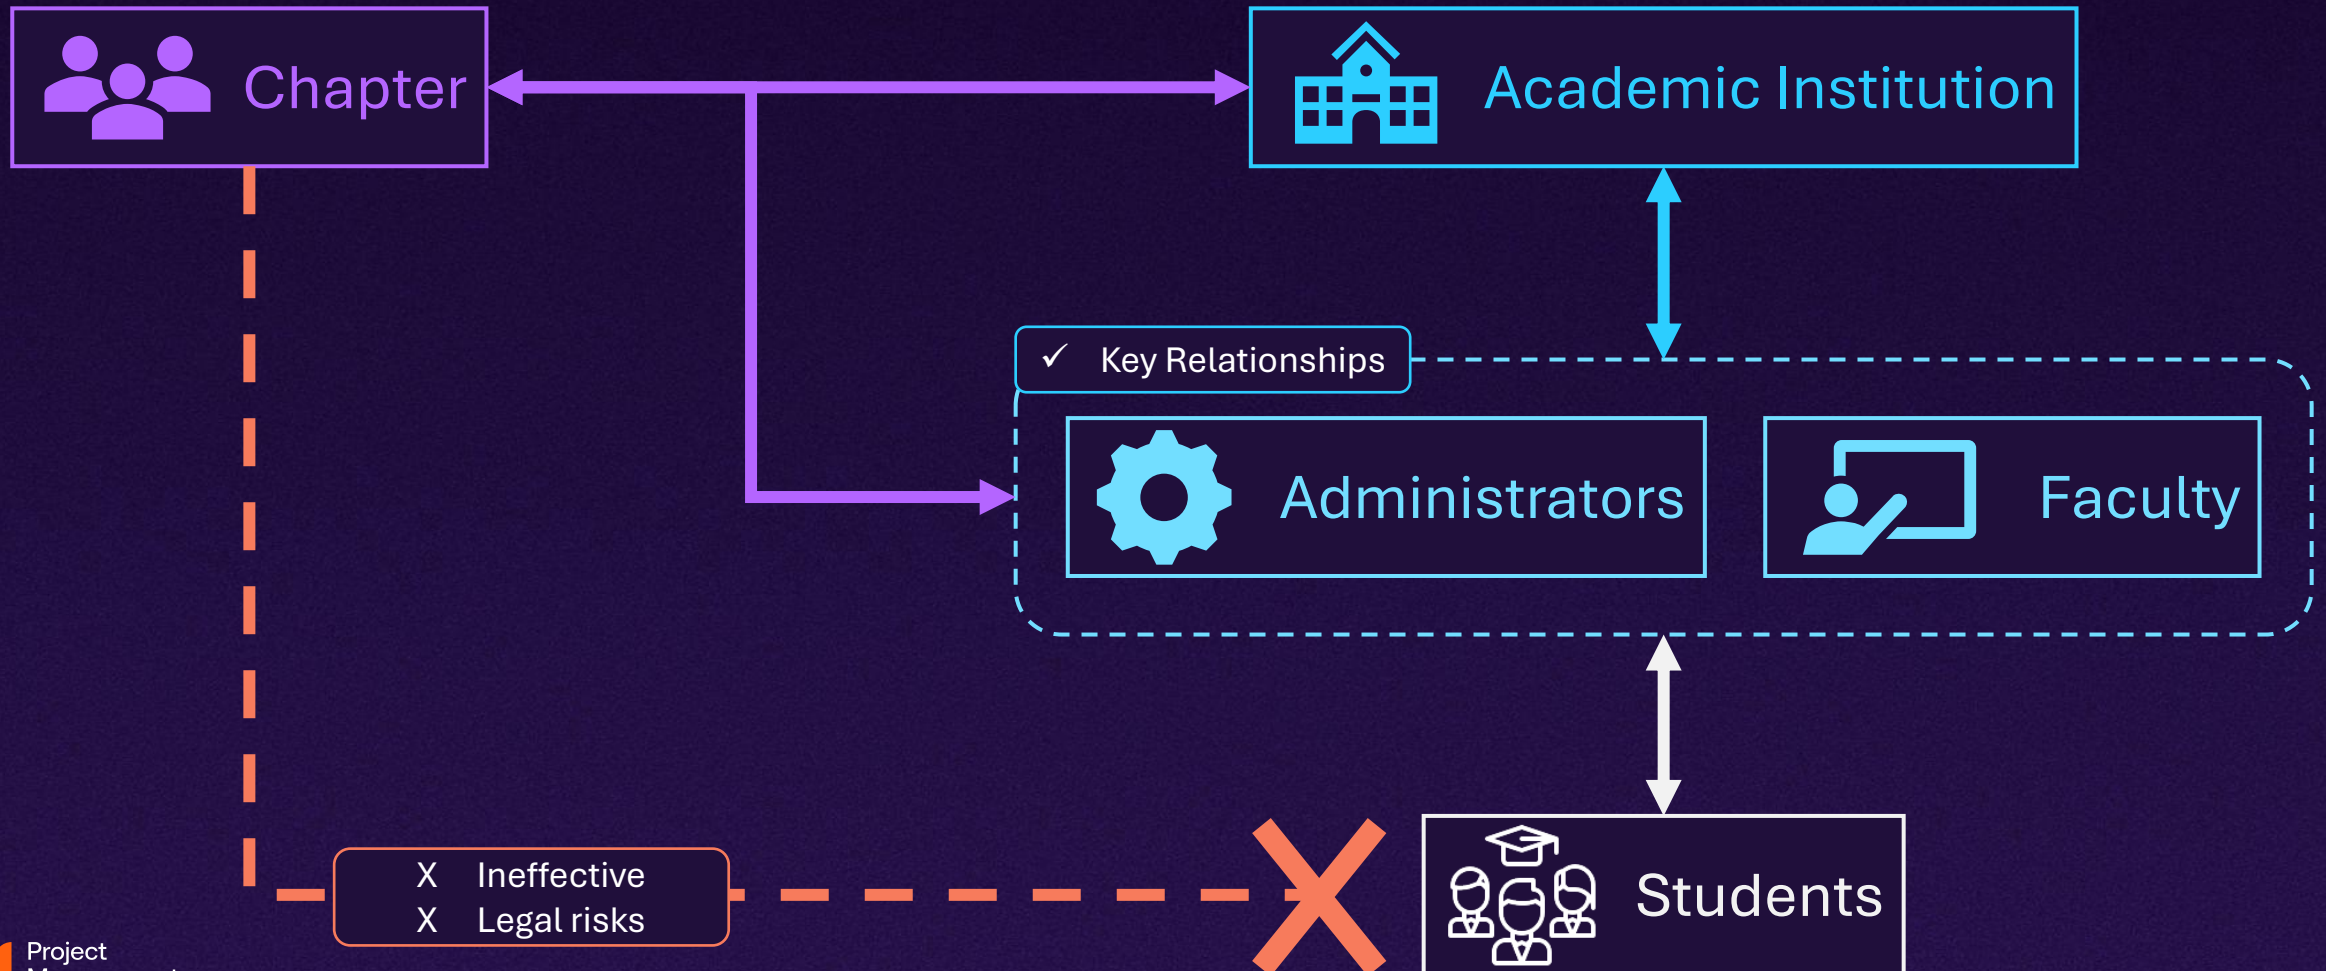 Chapter
Academic Institution
✓ Key Relationships
Administrators
Faculty
X Ineffective
X Legal risks
Students
Project